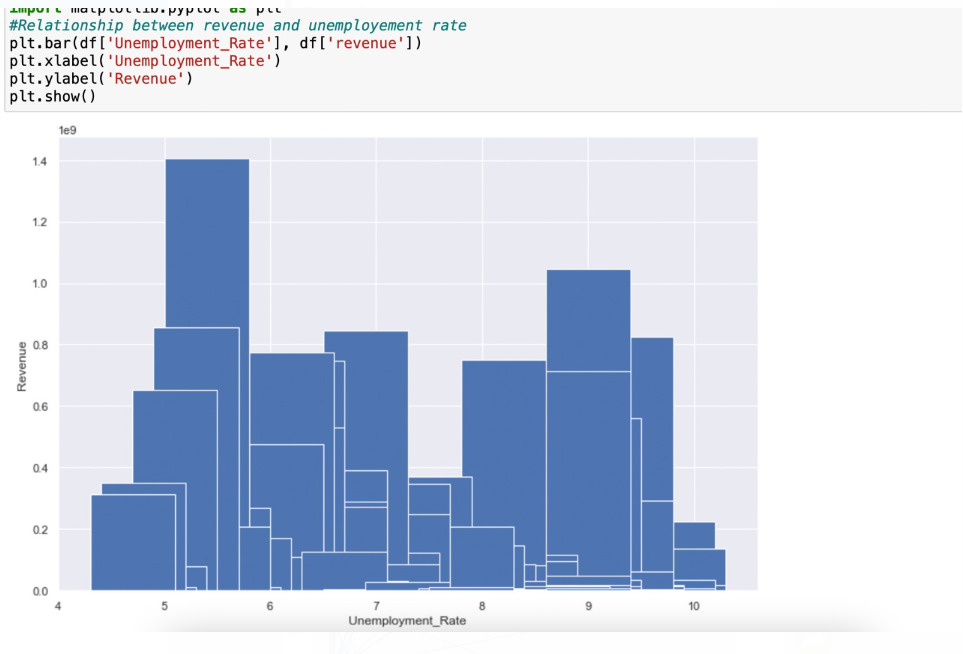 import matplotlib.pyplot as plt
#Relationship between revenue and unemployement rate
plt.bar(df['Unemployment_Rate'], df['revenue'])
plt.xlabel('Unemployment_Rate')
plt.ylabel('Revenue')
plt.show()
1e9
1.4
1.2
1.0
0.8
0.6
0.4
0.2
0.0
Revenue
4 5 6 7 8 9 10
Unemployment_Rate